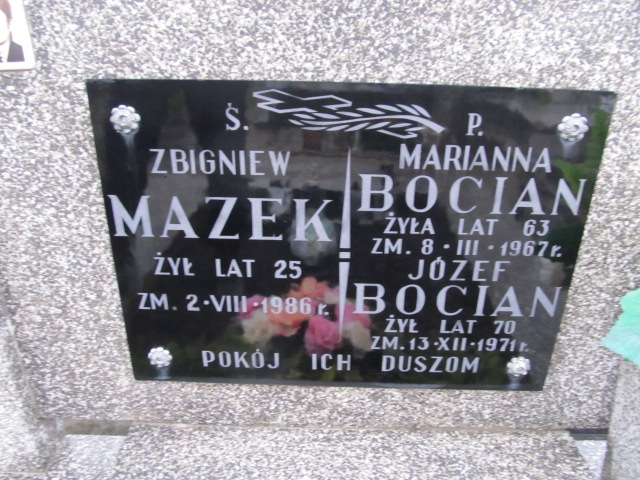 Ś. P.
ZBIGNIEW
MAZEK
ŻYŁ LAT 25
ZM. 2·VIII·1986 r.
MARIANNA
BOCIAN
ŻYŁA LAT 63
ZM. 8·III·1967 r.
JÓZEF
BOCIAN
ŻYŁ LAT 70
ZM. 13·XII·1971 r.
POKÓJ ICH DUSZOM